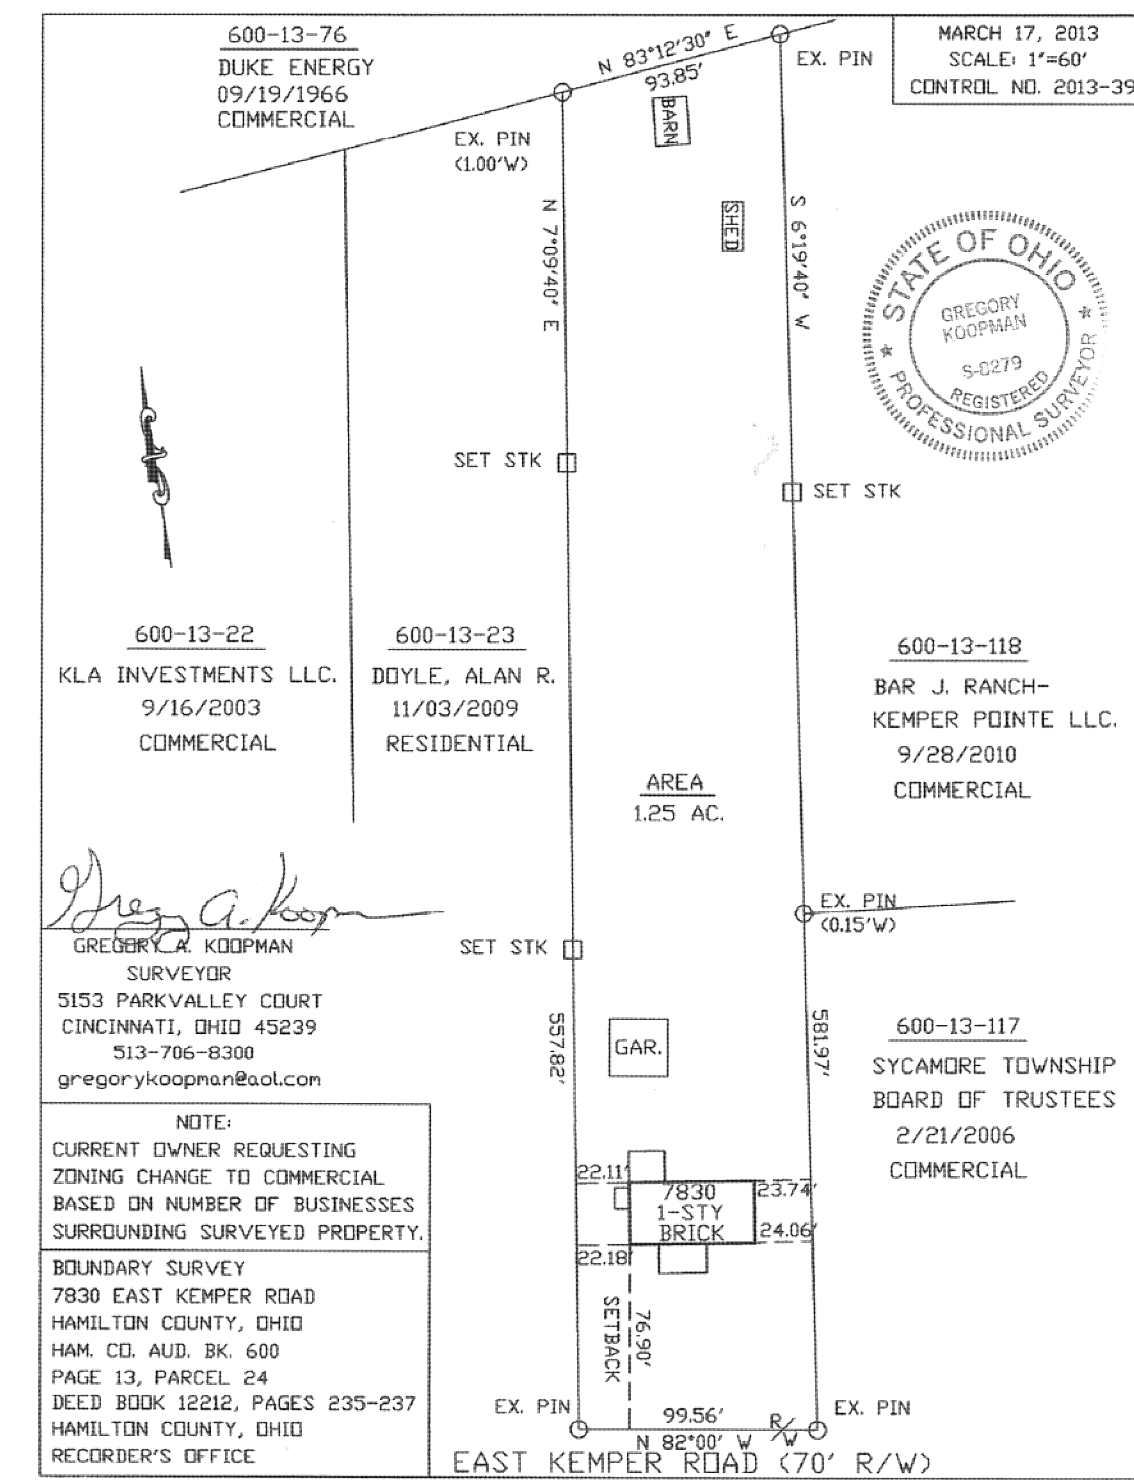 600-13-76
DUKE ENERGY
09/19/1966
COMMERCIAL
N 83°12'30" E
93.85'
EX. PIN
MARCH 17, 2013
SCALE: 1"=60'
CONTROL NO. 2013-39
EX. PIN
(1.00'W)
BARN
SHED
N 7°09'40" E
S 6°19'40" W
STATE OF OHIO
GREGORY
KOOPMAN
S-8279
REGISTERED
PROFESSIONAL SURVEYOR
SET STK
SET STK
600-13-22
KLA INVESTMENTS LLC.
9/16/2003
COMMERCIAL
600-13-23
DOYLE, ALAN R.
11/03/2009
RESIDENTIAL
600-13-118
BAR J. RANCH-
KEMPER POINTE LLC.
9/28/2010
COMMERCIAL
AREA
1.25 AC.
EX. PIN
(0.15'W)
Greg A. Koopman
GREGORY A. KOOPMAN
SURVEYOR
5153 PARKVALLEY COURT
CINCINNATI, OHIO 45239
513-706-8300
gregorykoopman@aol.com
SET STK
557.82'
GAR.
581.97'
600-13-117
SYCAMORE TOWNSHIP
BOARD OF TRUSTEES
2/21/2006
COMMERCIAL
NOTE:
CURRENT OWNER REQUESTING
ZONING CHANGE TO COMMERCIAL
BASED ON NUMBER OF BUSINESSES
SURROUNDING SURVEYED PROPERTY.
22.11'
7830
1-STY
BRICK
23.74'
24.06'
22.18'
SETBACK
76.90'
BOUNDARY SURVEY
7830 EAST KEMPER ROAD
HAMILTON COUNTY, OHIO
HAM. CO. AUD. BK. 600
PAGE 13, PARCEL 24
DEED BOOK 12212, PAGES 235-237
HAMILTON COUNTY, OHIO
RECORDER'S OFFICE
EX. PIN
99.56'
R/W
EX. PIN
N 82°00' W
EAST KEMPER ROAD (70' R/W)